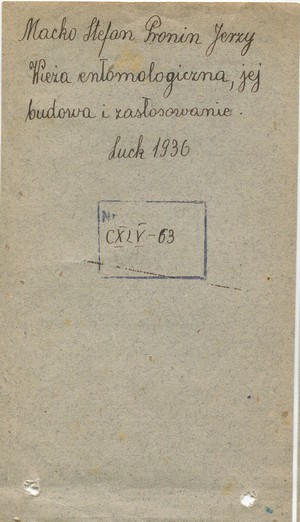 Macko Stefan Pronin Jerzy
Wieża entomologiczna, jej
budowa i zastosowanie.
Łuck 1936
Nr
CXLV-63